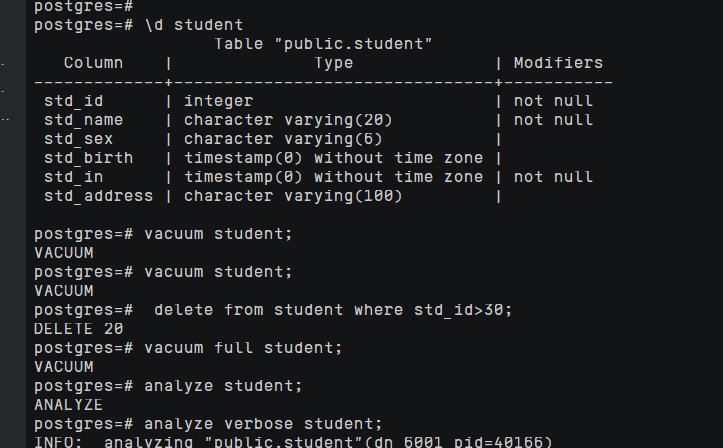 postgres=#
postgres=# \d student
Table "public.student"
Column | Type | Modifiers
-------------+--------------------------------+-----------
std_id | integer | not null
std_name | character varying(20) | not null
std_sex | character varying(6) |
std_birth | timestamp(0) without time zone |
std_in | timestamp(0) without time zone | not null
std_address | character varying(100) |
postgres=# vacuum student;
VACUUM
postgres=# vacuum student;
VACUUM
postgres=#  delete from student where std_id>30;
DELETE 20
postgres=# vacuum full student;
VACUUM
postgres=# analyze student;
ANALYZE
postgres=# analyze verbose student;
INFO:  analyzing "public.student"(dn_6001 pid=40166)